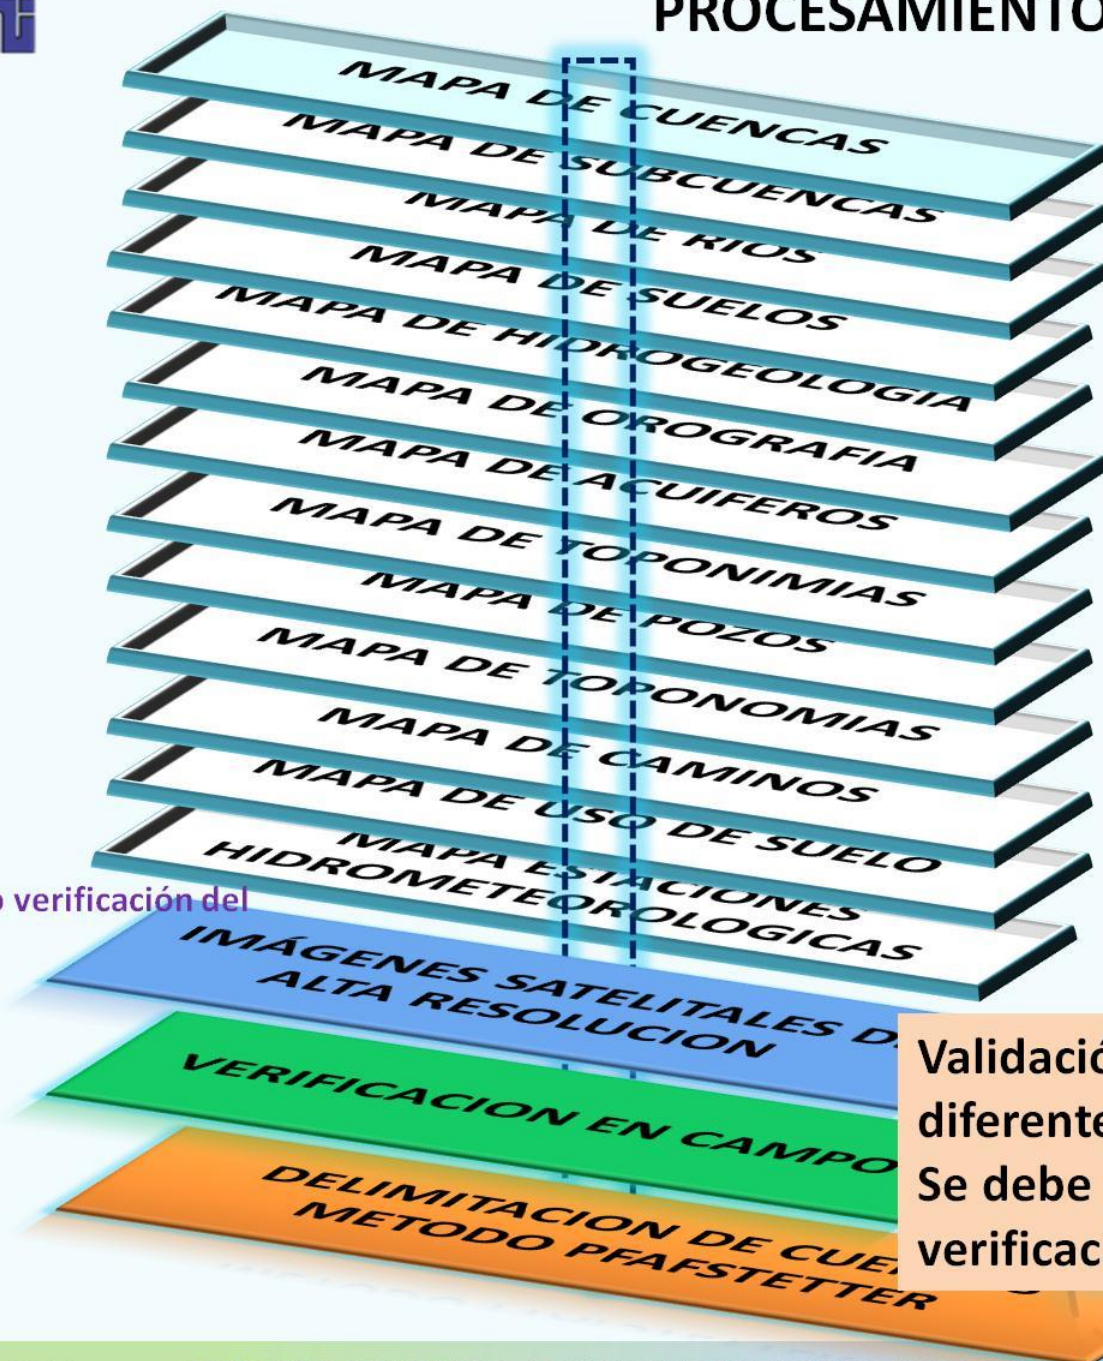 PROCESAMIENTO
MAPA DE CUENCAS
MAPA DE SUBCUENCAS
MAPA DE RIOS
MAPA DE SUELOS
MAPA DE HIDROGEOLOGIA
MAPA DE OROGRAFIA
MAPA DE ACUIFEROS
MAPA DE TOPONIMIAS
MAPA DE POZOS
MAPA DE TOPONOMIAS
MAPA DE CAMINOS
MAPA DE USO DE SUELO
MAPA ESTACIONES
HIDROMETEOROLOGICAS
verificación del
IMÁGENES SATELITALES
ALTA RESOLUCION
VERIFICACION EN CAMPO
DELIMITACION DE
METODO PFAFSTETTER
Validació
diferente
Se debe
verificac